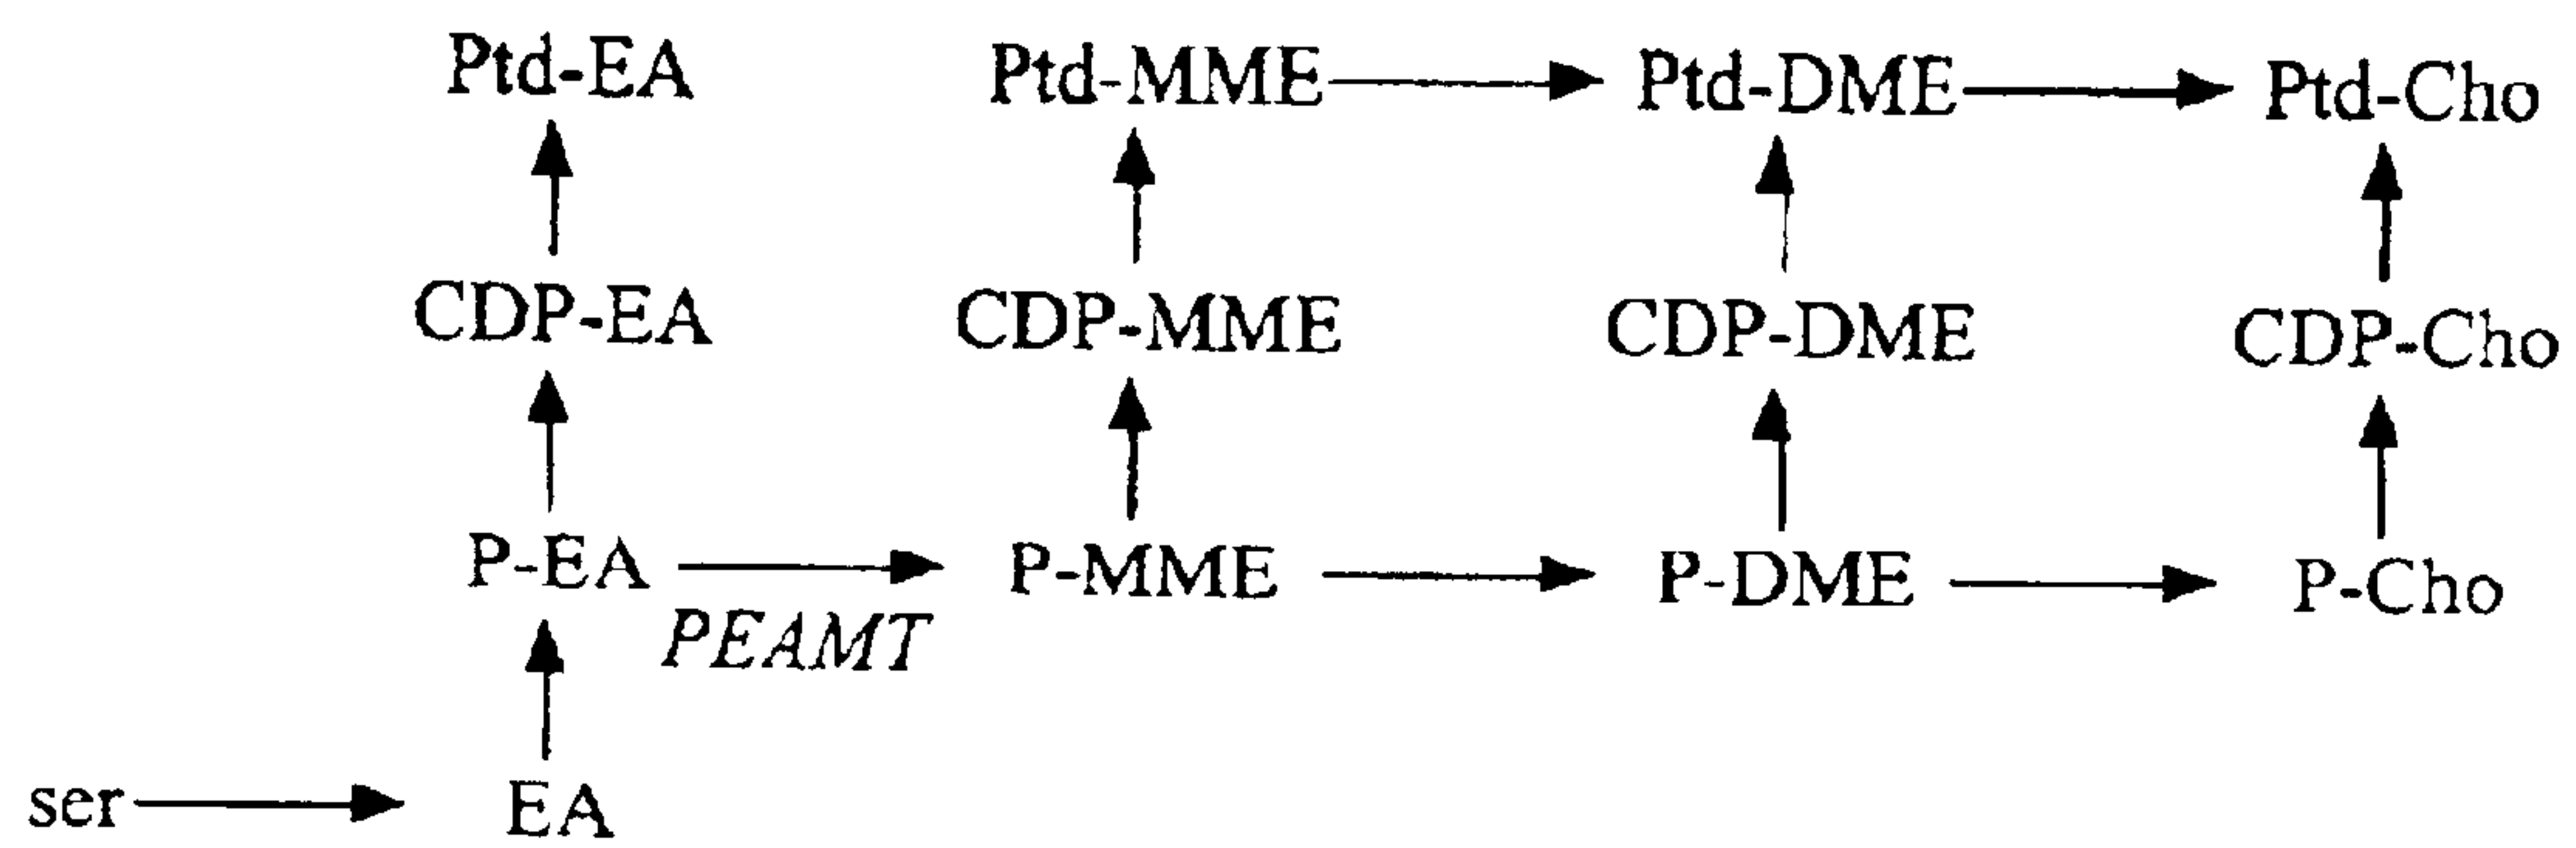 Ptd-EA Ptd-MME Ptd-DME Ptd-Cho
CDP-EA CDP-MME CDP-DME CDP-Cho
P-EA P-MME P-DME P-Cho
PEAMT
ser EA